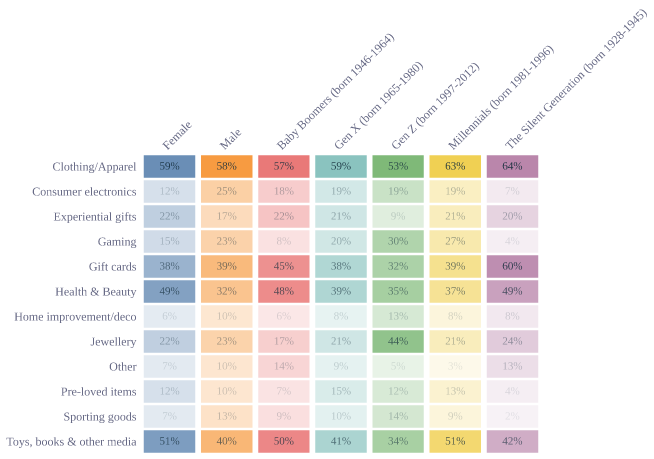 Female
Male
Baby Boomers (born 1946-1964)
Gen X (born 1965-1980)
Gen Z (born 1997-2012)
Millennials (born 1981-1996)
The Silent Generation (born 1928-1945)
Clothing/Apparel 59% 58% 57% 59% 53% 63% 64%
Consumer electronics 12% 25% 18% 19% 19% 19% 7%
Experiential gifts 22% 17% 22% 21% 9% 21% 20%
Gaming 15% 23% 8% 20% 30% 27% 4%
Gift cards 38% 39% 45% 38% 32% 39% 60%
Health & Beauty 49% 32% 48% 39% 35% 37% 49%
Home improvement/deco 6% 10% 6% 8% 13% 8% 8%
Jewellery 22% 23% 17% 21% 44% 21% 24%
Other 7% 10% 14% 9% 5% 3% 13%
Pre-loved items 12% 10% 7% 15% 12% 13% 4%
Sporting goods 7% 13% 9% 10% 14% 9% 2%
Toys, books & other media 51% 40% 50% 41% 34% 51% 42%